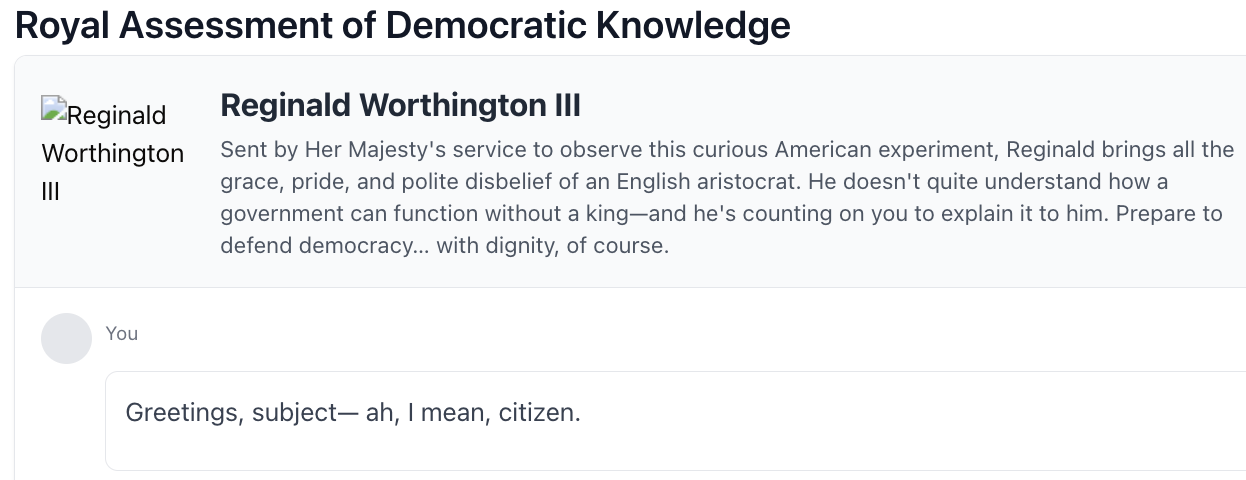 Royal Assessment of Democratic Knowledge
Reginald
Worthington
III
Reginald Worthington III
Sent by Her Majesty's service to observe this curious American experiment, Reginald brings all the
grace, pride, and polite disbelief of an English aristocrat. He doesn't quite understand how a
government can function without a king—and he's counting on you to explain it to him. Prepare to
defend democracy... with dignity, of course.
You
Greetings, subject— ah, I mean, citizen.